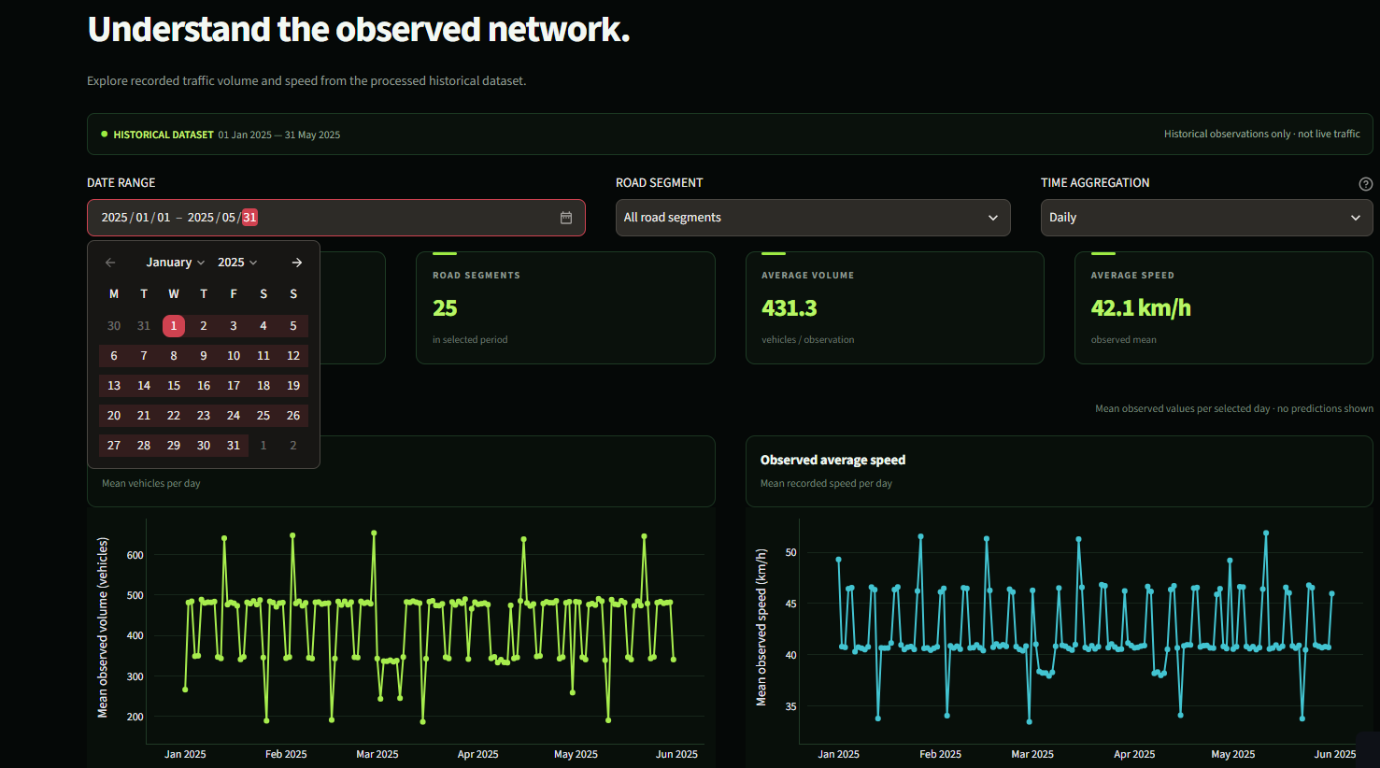 Understand the observed network.
Explore recorded traffic volume and speed from the processed historical dataset.
HISTORICAL DATASET 01 Jan 2025 — 31 May 2025
Historical observations only · not live traffic
DATE RANGE
ROAD SEGMENT
TIME AGGREGATION
2025/01/01 – 2025/05/31
All road segments
Daily
January 2025
M T W T F S S
30 31 1 2 3 4 5
6 7 8 9 10 11 12
13 14 15 16 17 18 19
20 21 22 23 24 25 26
27 28 29 30 31 1 2
ROAD SEGMENTS
25
in selected period
AVERAGE VOLUME
431.3
vehicles / observation
AVERAGE SPEED
42.1 km/h
observed mean
Mean observed values per selected day · no predictions shown
Mean vehicles per day
Observed average speed
Mean recorded speed per day
Mean observed volume (vehicles)
600
500
400
300
200
Jan 2025 Feb 2025 Mar 2025 Apr 2025 May 2025 Jun 2025
Mean observed speed (km/h)
50
45
40
35
Jan 2025 Feb 2025 Mar 2025 Apr 2025 May 2025 Jun 2025